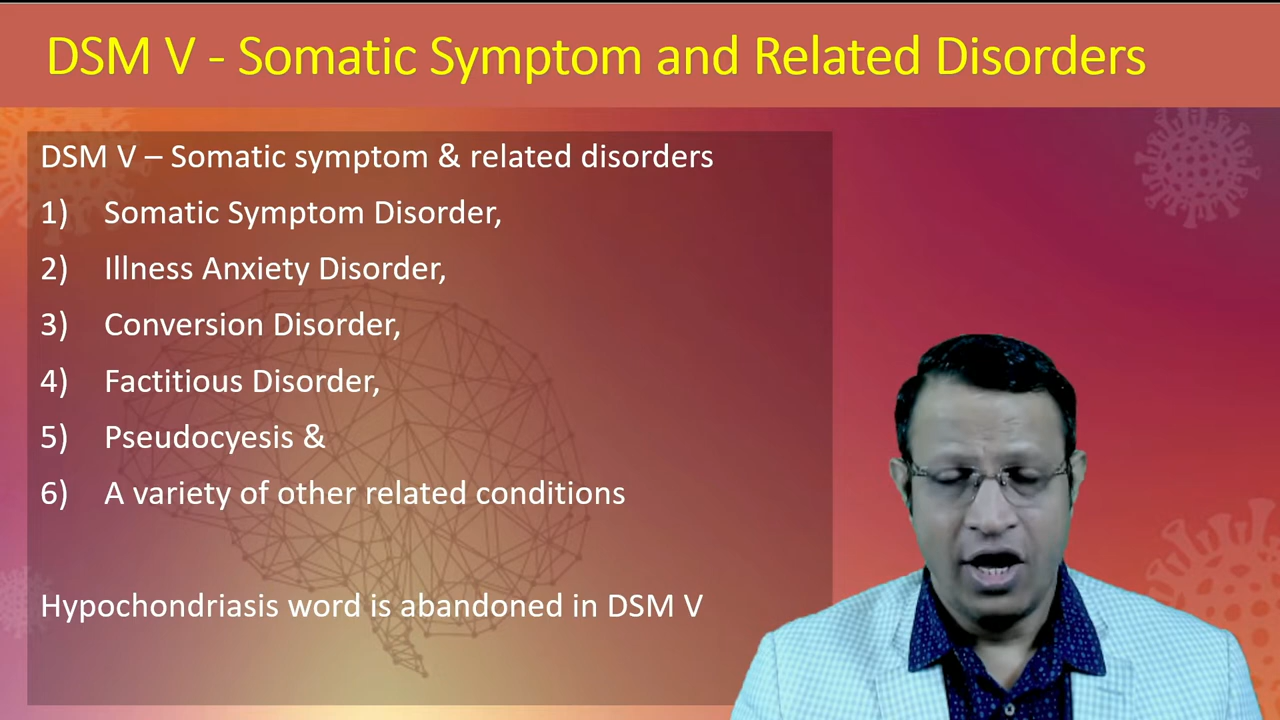 DSM V - Somatic Symptom and Related Disorders
DSM V – Somatic symptom & related disorders
1) Somatic Symptom Disorder,
2) Illness Anxiety Disorder,
3) Conversion Disorder,
4) Factitious Disorder,
5) Pseudocyesis &
6) A variety of other related conditions
Hypochondriasis word is abandoned in DSM V